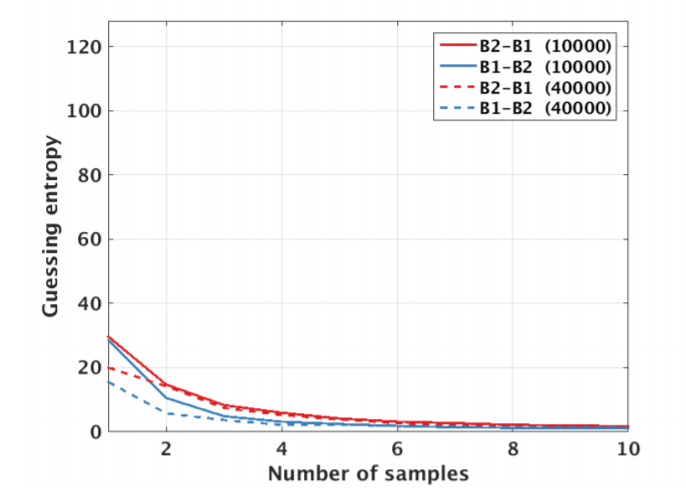 120
100
80
60
40
20
0
2 4 6 8 10
Guessing entropy
Number of samples
B2-B1 (10000)
B1-B2 (10000)
B2-B1 (40000)
B1-B2 (40000)